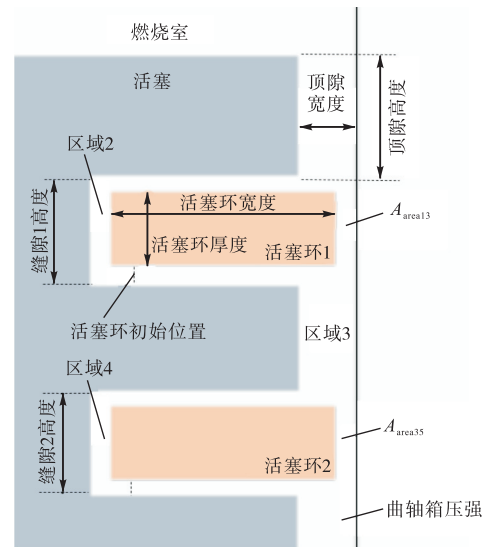 燃烧室
活塞
顶隙
宽度
顶隙高度
区域2
缝隙1高度
活塞环宽度
A area13
活塞环厚度
活塞环1
活塞环初始位置
区域3
区域4
缝隙2高度
A area35
活塞环2
曲轴箱压强